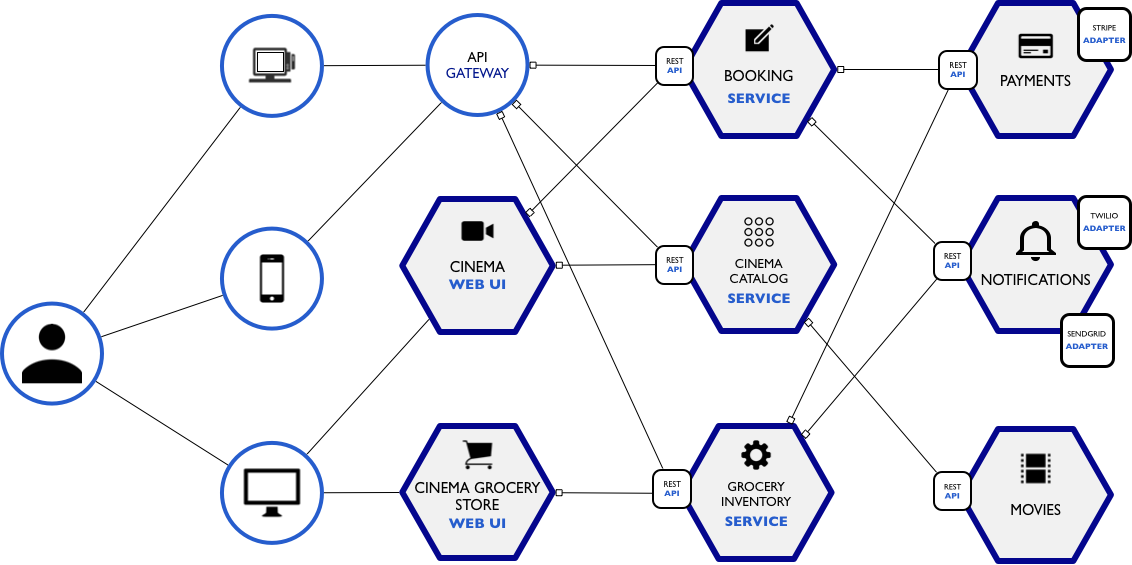 API
GATEWAY
REST
API
BOOKING
SERVICE
REST
API
PAYMENTS
STRIPE
ADAPTER
CINEMA
WEB UI
REST
API
CINEMA
CATALOG
SERVICE
REST
API
NOTIFICATIONS
TWILIO
ADAPTER
SENDGRID
ADAPTER
CINEMA GROCERY
STORE
WEB UI
REST
API
GROCERY
INVENTORY
SERVICE
REST
API
MOVIES